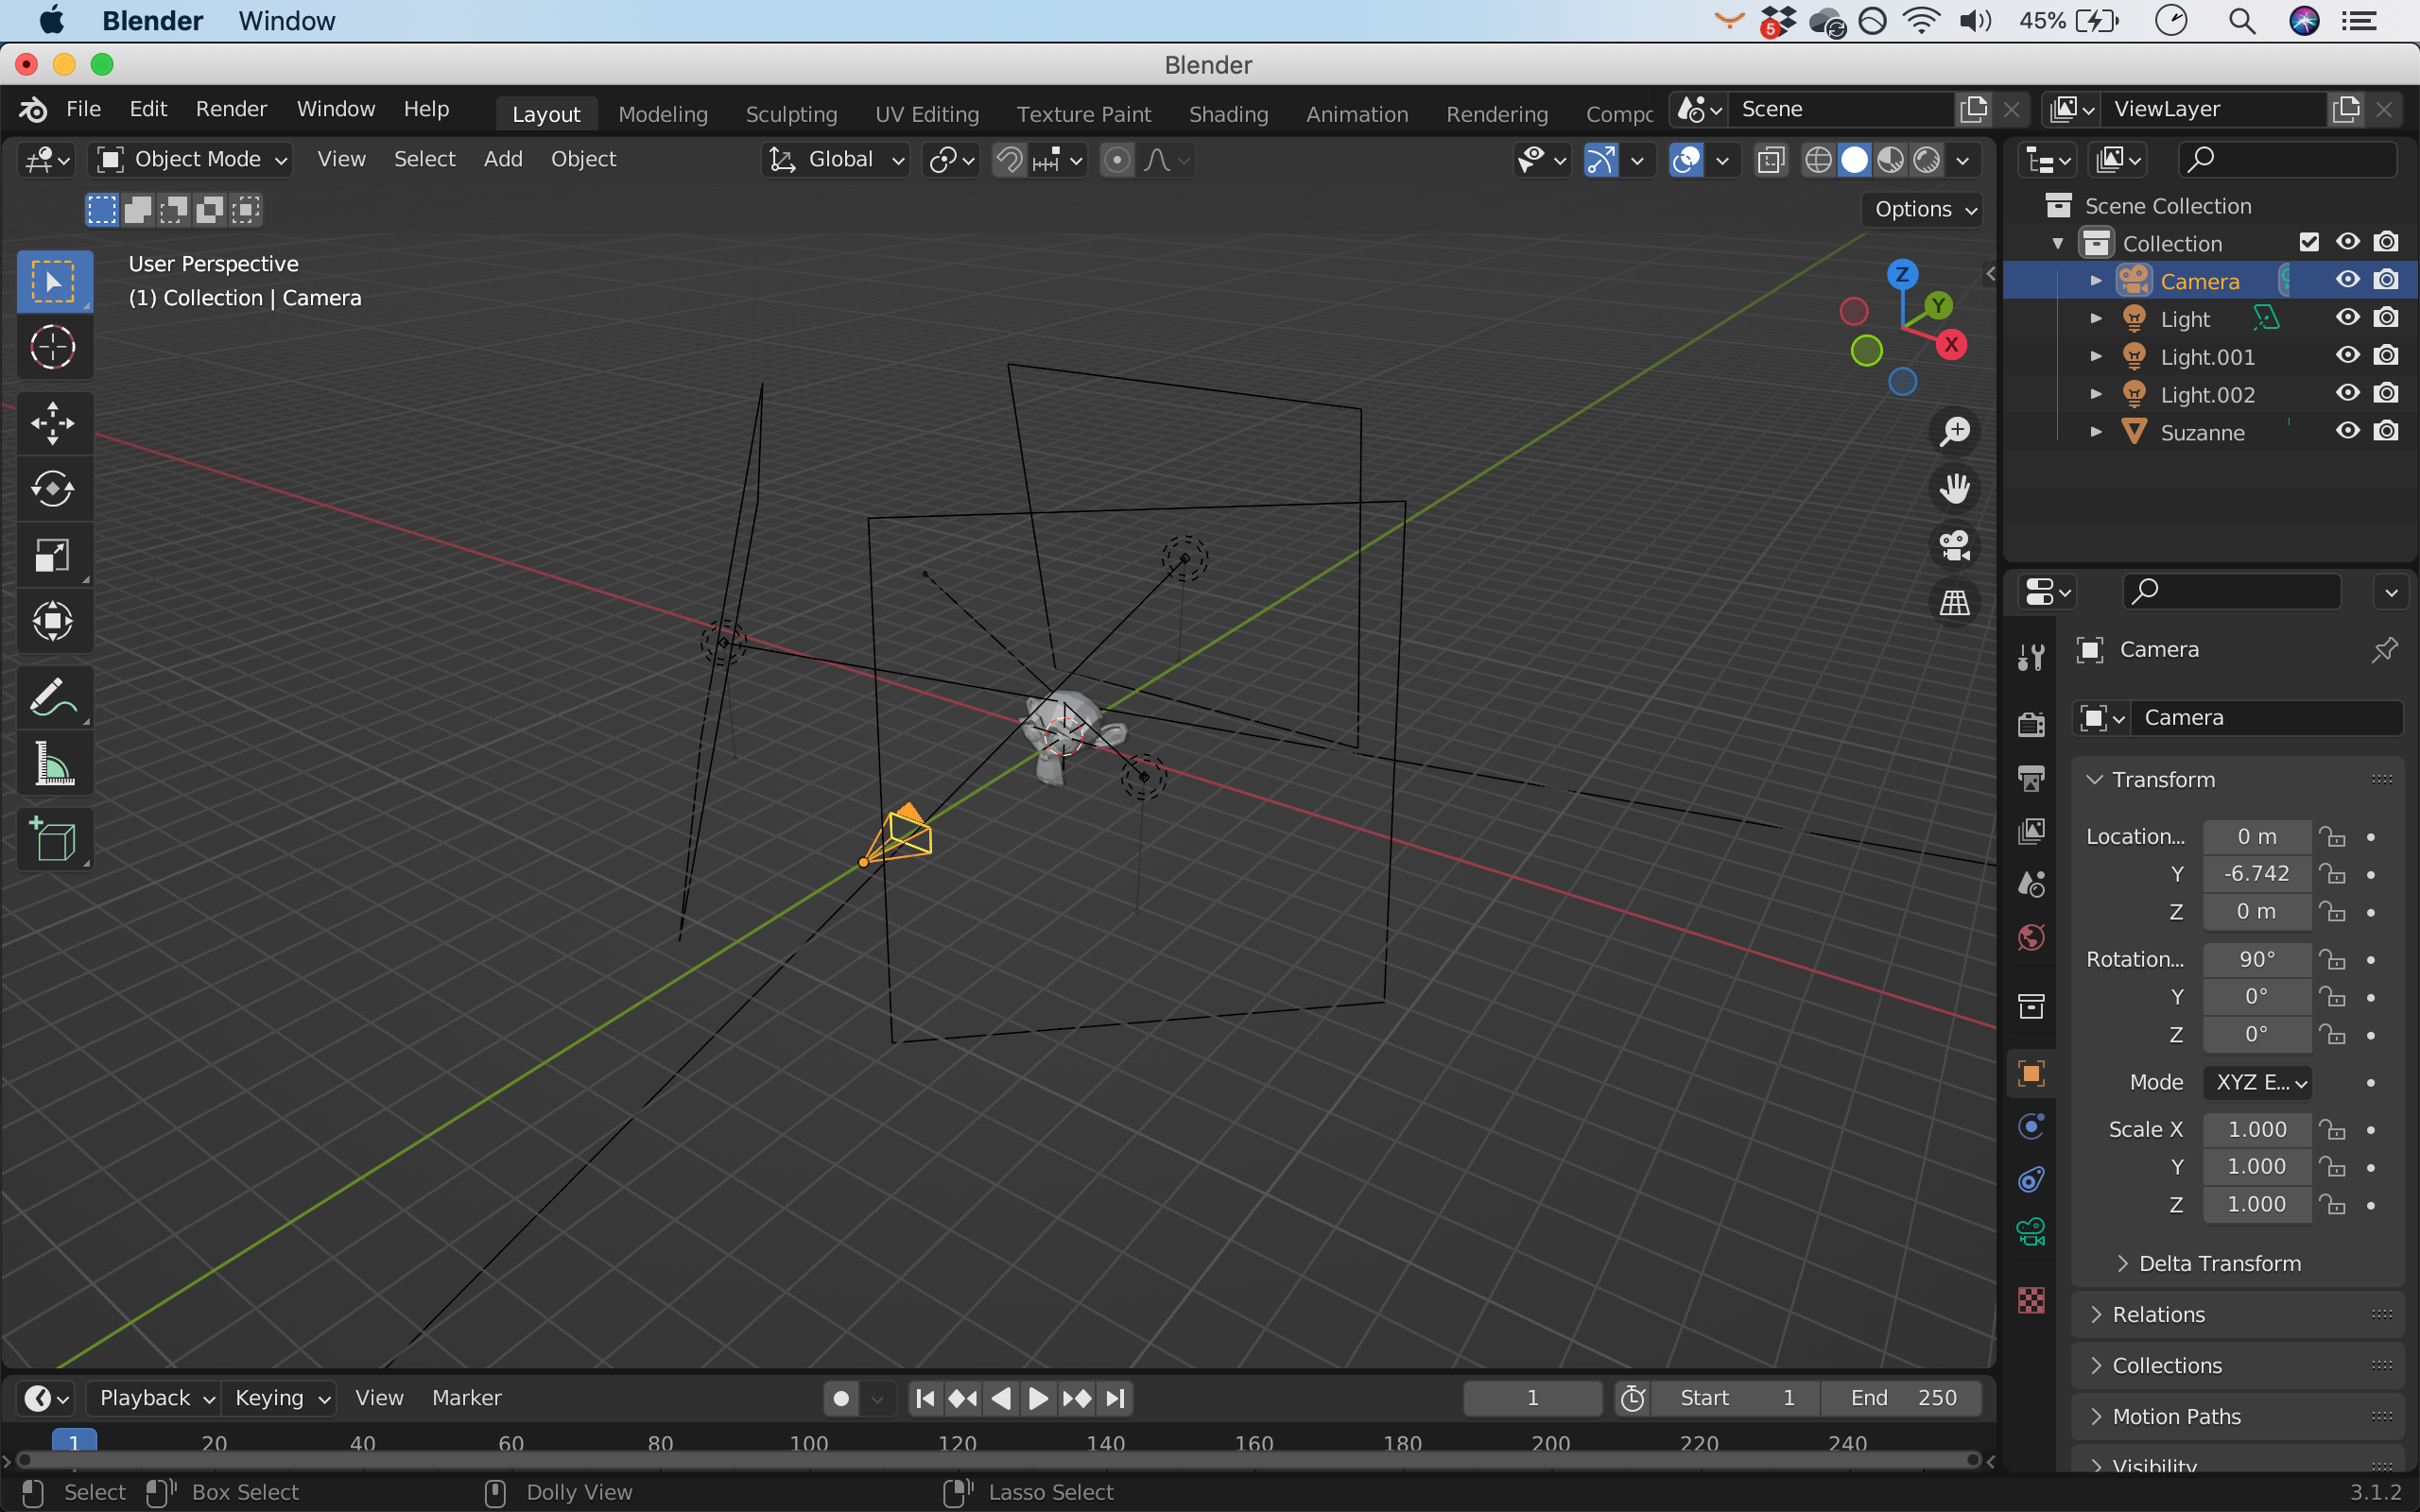 Blender Window 5 45%
Blender
File Edit Render Window Help Layout Modeling Sculpting UV Editing Texture Paint Shading Animation Rendering Compc Scene ViewLayer
Object Mode View Select Add Object Global
Options
User Perspective
(1) Collection | Camera
Z
Y
X
Scene Collection
Collection
Camera
Light
Light.001
Light.002
Suzanne
Camera
Camera
Transform
Location... 0 m
Y -6.742
Z 0 m
Rotation... 90°
Y 0°
Z 0°
Mode XYZ E...
Scale X 1.000
Y 1.000
Z 1.000
Delta Transform
Relations
Collections
Motion Paths
Visibility
Playback Keying View Marker 1 Start 1 End 250
1 20 40 60 80 100 120 140 160 180 200 220 240
Select Box Select Dolly View Lasso Select 3.1.2